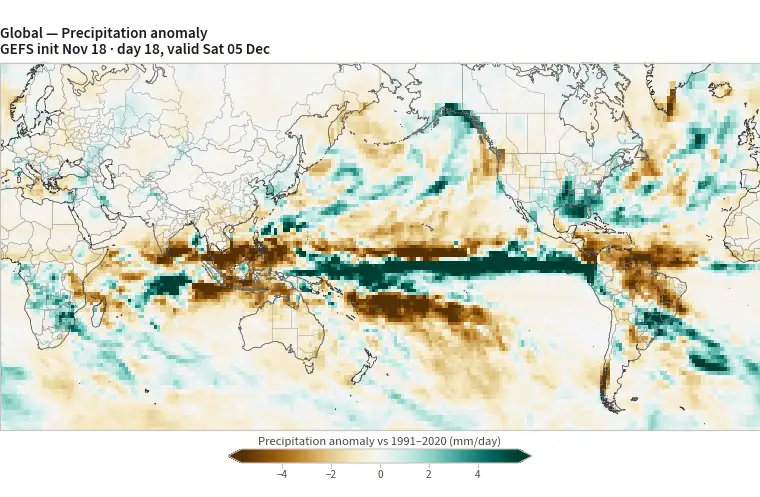 Global — Precipitation anomaly
GEFS init Nov 18 · day 18, valid Sat 05 Dec
Precipitation anomaly vs 1991–2020 (mm/day)
−4 −2 0 2 4